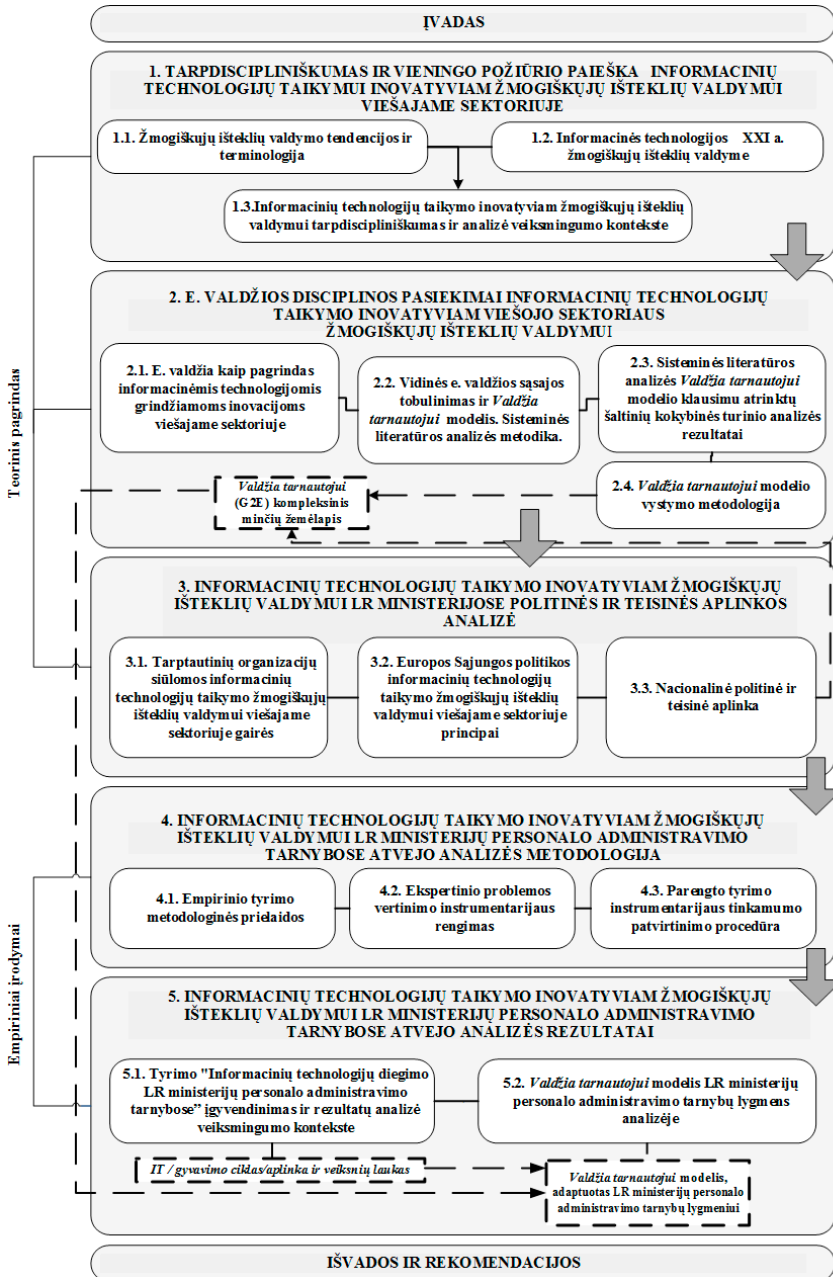 ĮVADAS
1. TARPDISCIPLINIŠKUMAS IR VIENINGO POŽIŪRIO PAIEŠKA INFORMACINIŲ
TECHNOLOGIJŲ TAIKYMUI INOVATYVIAM ŽMOGIŠKŲJŲ IŠTEKLIŲ VALDYMUI
VIEŠAJAME SEKTORIUJE
1.1. Žmogiškųjų išteklių valdymo tendencijos ir
terminologija
1.2. Informacinės technologijos XXI a.
žmogiškųjų išteklių valdyme
1.3.Informacinių technologijų taikymo inovatyviam žmogiškųjų išteklių
valdymui tarpdiscipliniškumas ir analizė veiksmingumo kontekste
Teorinis pagrindas
2. E. VALDŽIOS DISCIPLINOS PASIEKIMAI INFORMACINIŲ TECHNOLOGIJŲ
TAIKYMO INOVATYVIAM VIEŠOJO SEKTORIAUS
ŽMOGIŠKŲJŲ IŠTEKLIŲ VALDYMUI
2.1. E. valdžia kaip pagrindas
informacinėmis technologijomis
grindžiamoms inovacijoms
viešajame sektoriuje
2.2. Vidinės e. valdžios sąsajos
tobulinimas ir Valdžia
tarnautojui modelis. Sisteminės
literatūros analizės metodika.
2.3. Sisteminės literatūros
analizės Valdžia tarnautojui
modelio klausimu atrinktų
šaltinių kokybinės turinio analizės
rezultatai
2.4. Valdžia tarnautojui modelio
vystymo metodologija
Valdžia tarnautojui
(G2E) kompleksinis
minčių žemėlapis
3. INFORMACINIŲ TECHNOLOGIJŲ TAIKYMO INOVATYVIAM ŽMOGIŠKŲJŲ
IŠTEKLIŲ VALDYMUI LR MINISTERIJOSE POLITINĖS IR TEISINĖS APLINKOS
ANALIZĖ
3.1. Tarptautinių organizacijų
siūlomos informacinių
technologijų taikymo žmogiškųjų
išteklių valdymui viešajame
sektoriuje gairės
3.2. Europos Sąjungos politikos
informacinių technologijų
taikymo žmogiškųjų išteklių
valdymui viešajame sektoriuje
principai
3.3. Nacionalinė politinė ir
teisinė aplinka
4. INFORMACINIŲ TECHNOLOGIJŲ TAIKYMO INOVATYVIAM ŽMOGIŠKŲJŲ
IŠTEKLIŲ VALDYMUI LR MINISTERIJŲ PERSONALO ADMINISTRAVIMO
TARNYBOSE ATVEJO ANALIZĖS METODOLOGIJA
4.1. Empirinio tyrimo
metodologinės prielaidos
4.2. Ekspertinio problemos
vertinimo instrumentarijaus
rengimas
4.3. Parengto tyrimo
instrumentarijaus tinkamumo
patvirtinimo procedūra
Empiriniai įrodymai
5. INFORMACINIŲ TECHNOLOGIJŲ TAIKYMO INOVATYVIAM ŽMOGIŠKŲJŲ
IŠTEKLIŲ VALDYMUI LR MINISTERIJŲ PERSONALO ADMINISTRAVIMO
TARNYBOSE ATVEJO ANALIZĖS REZULTATAI
5.1. Tyrimo "Informacinių technologijų diegimo
LR ministerijų personalo administravimo
tarnybose” įgyvendinimas ir rezultatų analizė
veiksmingumo kontekste
5.2. Valdžia tarnautojui modelis LR ministerijų
personalo administravimo tarnybų lygmens
analizėje
IT / gyvavimo ciklas/aplinka ir veiksnių laukas
Valdžia tarnautojui modelis,
adaptuotas LR ministerijų personalo
administravimo tarnybų lygmeniui
IŠVADOS IR REKOMENDACIJOS